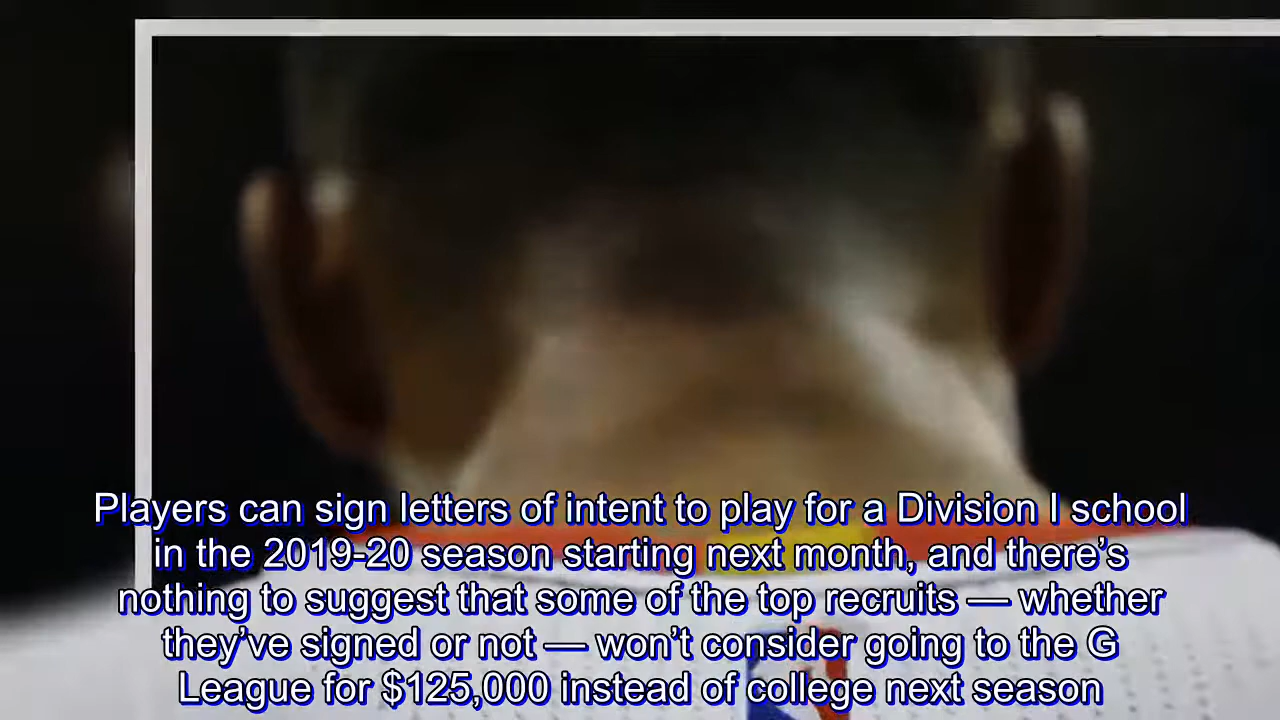 Players can sign letters of intent to play for a Division I school
in the 2019-20 season starting next month, and there’s
nothing to suggest that some of the top recruits — whether
they’ve signed or not — won’t consider going to the G
League for $125,000 instead of college next season